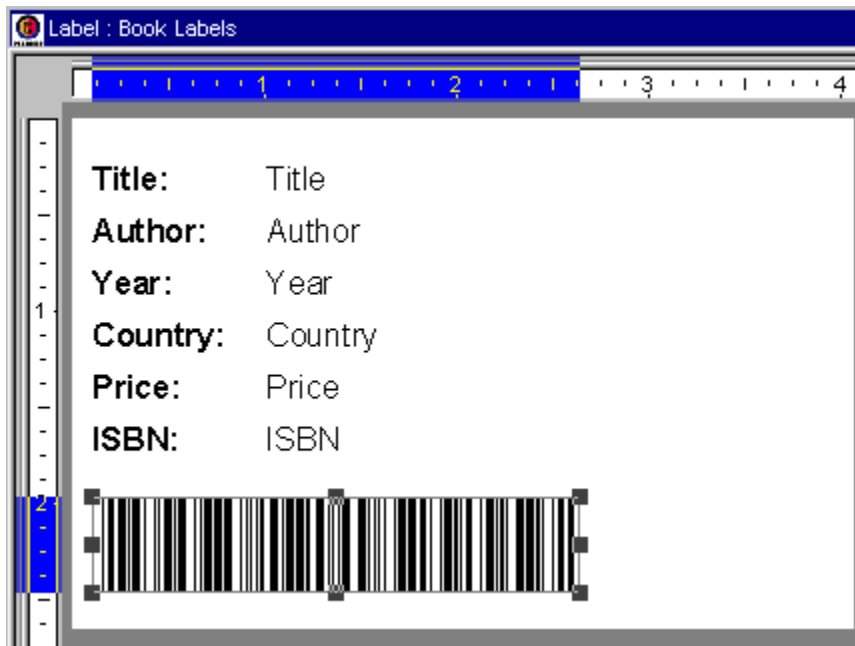 Label : Book Labels
1 2 3 4
Title: Title
Author: Author
Year: Year
1
Country: Country
Price: Price
ISBN: ISBN
2